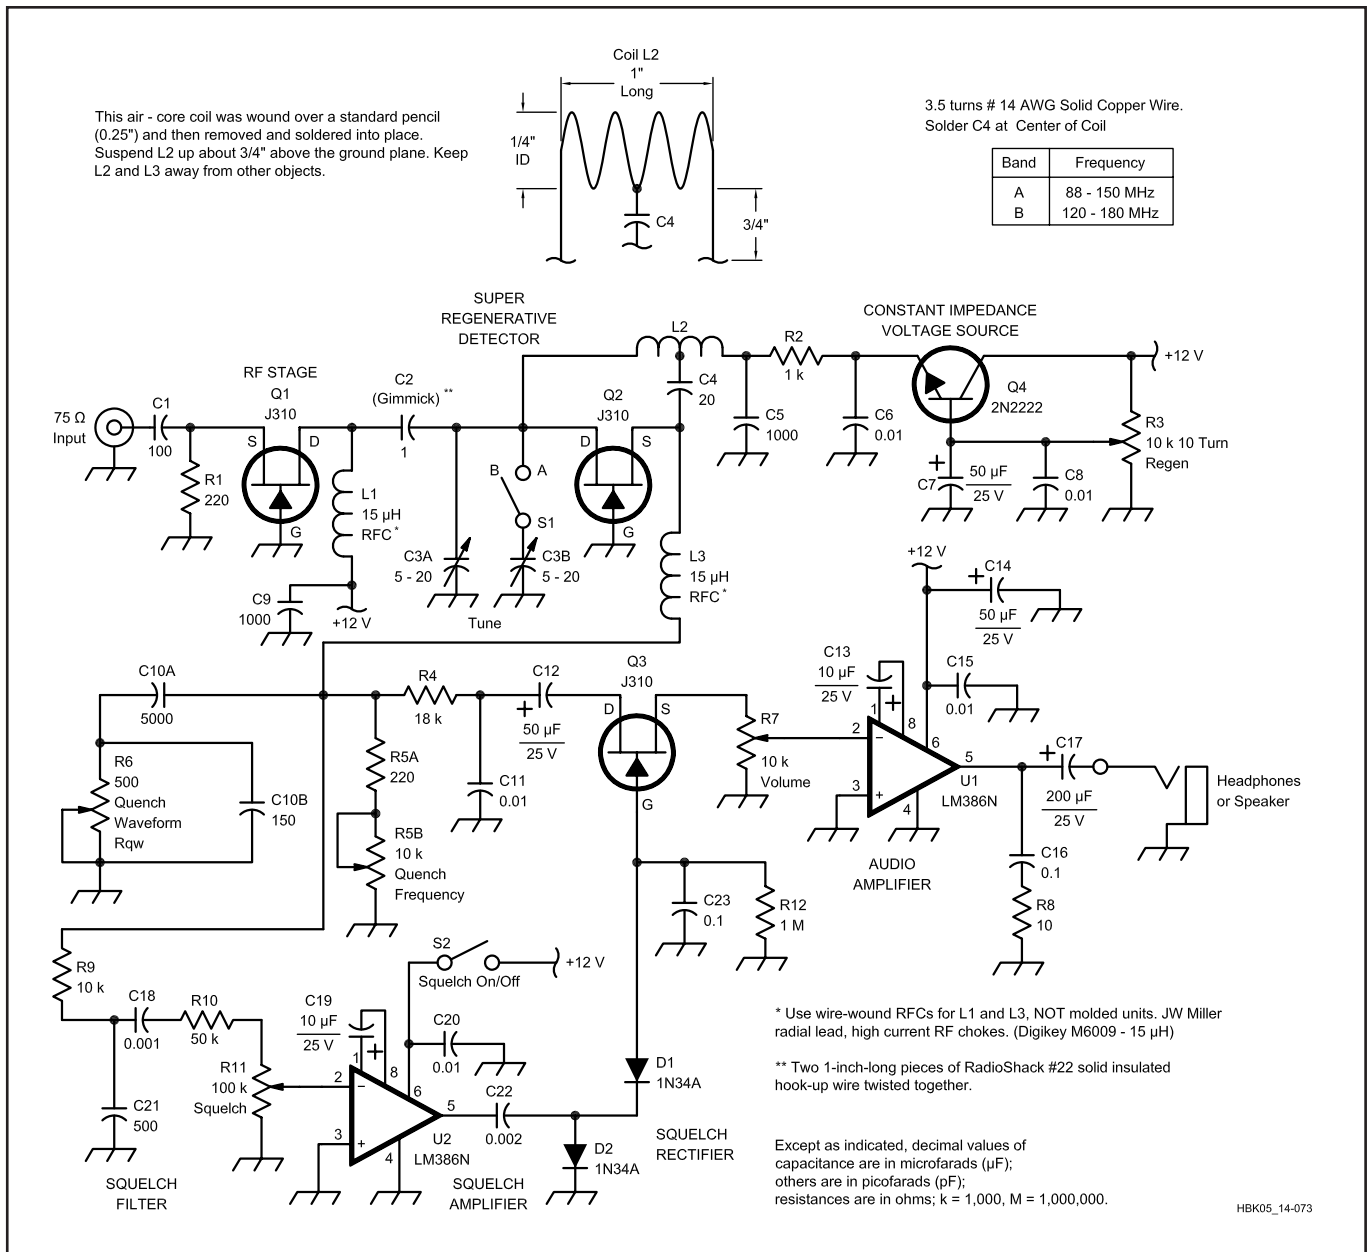 Coil L2
1"
Long
This air - core coil was wound over a standard pencil
(0.25") and then removed and soldered into place.
Suspend L2 up about 3/4" above the ground plane. Keep
L2 and L3 away from other objects.
1/4"
ID
C4
3/4"
3.5 turns # 14 AWG Solid Copper Wire.
Solder C4 at Center of Coil
Band Frequency
A 88 - 150 MHz
B 120 - 180 MHz
SUPER
REGENERATIVE
DETECTOR
CONSTANT IMPEDANCE
VOLTAGE SOURCE
RF STAGE
Q1
J310
75 Ω
Input
C1
100
R1
220
S
D
G
L1
15 µH
RFC *
C9
1000
+12 V
C2
(Gimmick) **
1
B
A
S1
C3A
5 - 20
C3B
5 - 20
Tune
Q2
J310
D
S
G
L2
C4
20
L3
15 µH
RFC *
R2
1 k
C5
1000
C6
0.01
Q4
2N2222
+12 V
R3
10 k 10 Turn
Regen
+
C7
50 µF
25 V
C8
0.01
C10A
5000
R6
500
Quench
Waveform
Rqw
C10B
150
R4
18 k
R5A
220
R5B
10 k
Quench
Frequency
C12
+
50 µF
25 V
C11
0.01
Q3
J310
D
S
G
R7
10 k
Volume
+12 V
+
C14
50 µF
25 V
C13
10 µF
25 V
+
C15
0.01
1
8
2
−
6
5
3
+
4
U1
LM386N
AUDIO
AMPLIFIER
+
C17
200 µF
25 V
Headphones
or Speaker
C16
0.1
R8
10
C23
0.1
R12
1 M
R9
10 k
C18
0.001
R10
50 k
C21
500
R11
100 k
Squelch
SQUELCH
FILTER
S2
+12 V
Squelch On/Off
C19
10 µF
25 V
+
C20
0.01
1
8
2
−
6
5
3
+
4
U2
LM386N
SQUELCH
AMPLIFIER
C22
0.002
D1
1N34A
D2
1N34A
SQUELCH
RECTIFIER
* Use wire-wound RFCs for L1 and L3, NOT molded units. JW Miller
radial lead, high current RF chokes. (Digikey M6009 - 15 µH)
** Two 1-inch-long pieces of RadioShack #22 solid insulated
hook-up wire twisted together.
Except as indicated, decimal values of
capacitance are in microfarads (µF);
others are in picofarads (pF);
resistances are in ohms; k = 1,000, M = 1,000,000.
HBK05_14-073